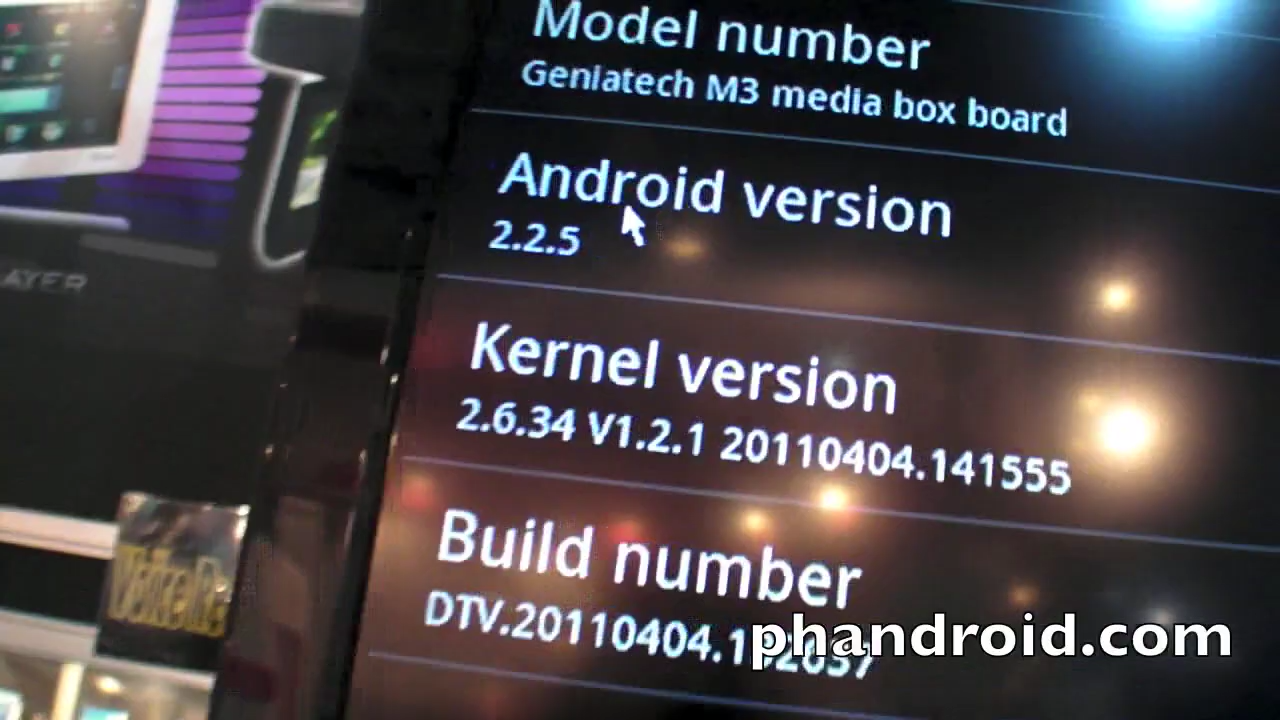 Model number
Geniatech M3 media box board
Android version
2.2.5
Kernel version
2.6.34 V1.2.1 20110404.141555
Build number
AYER
phandroid.com